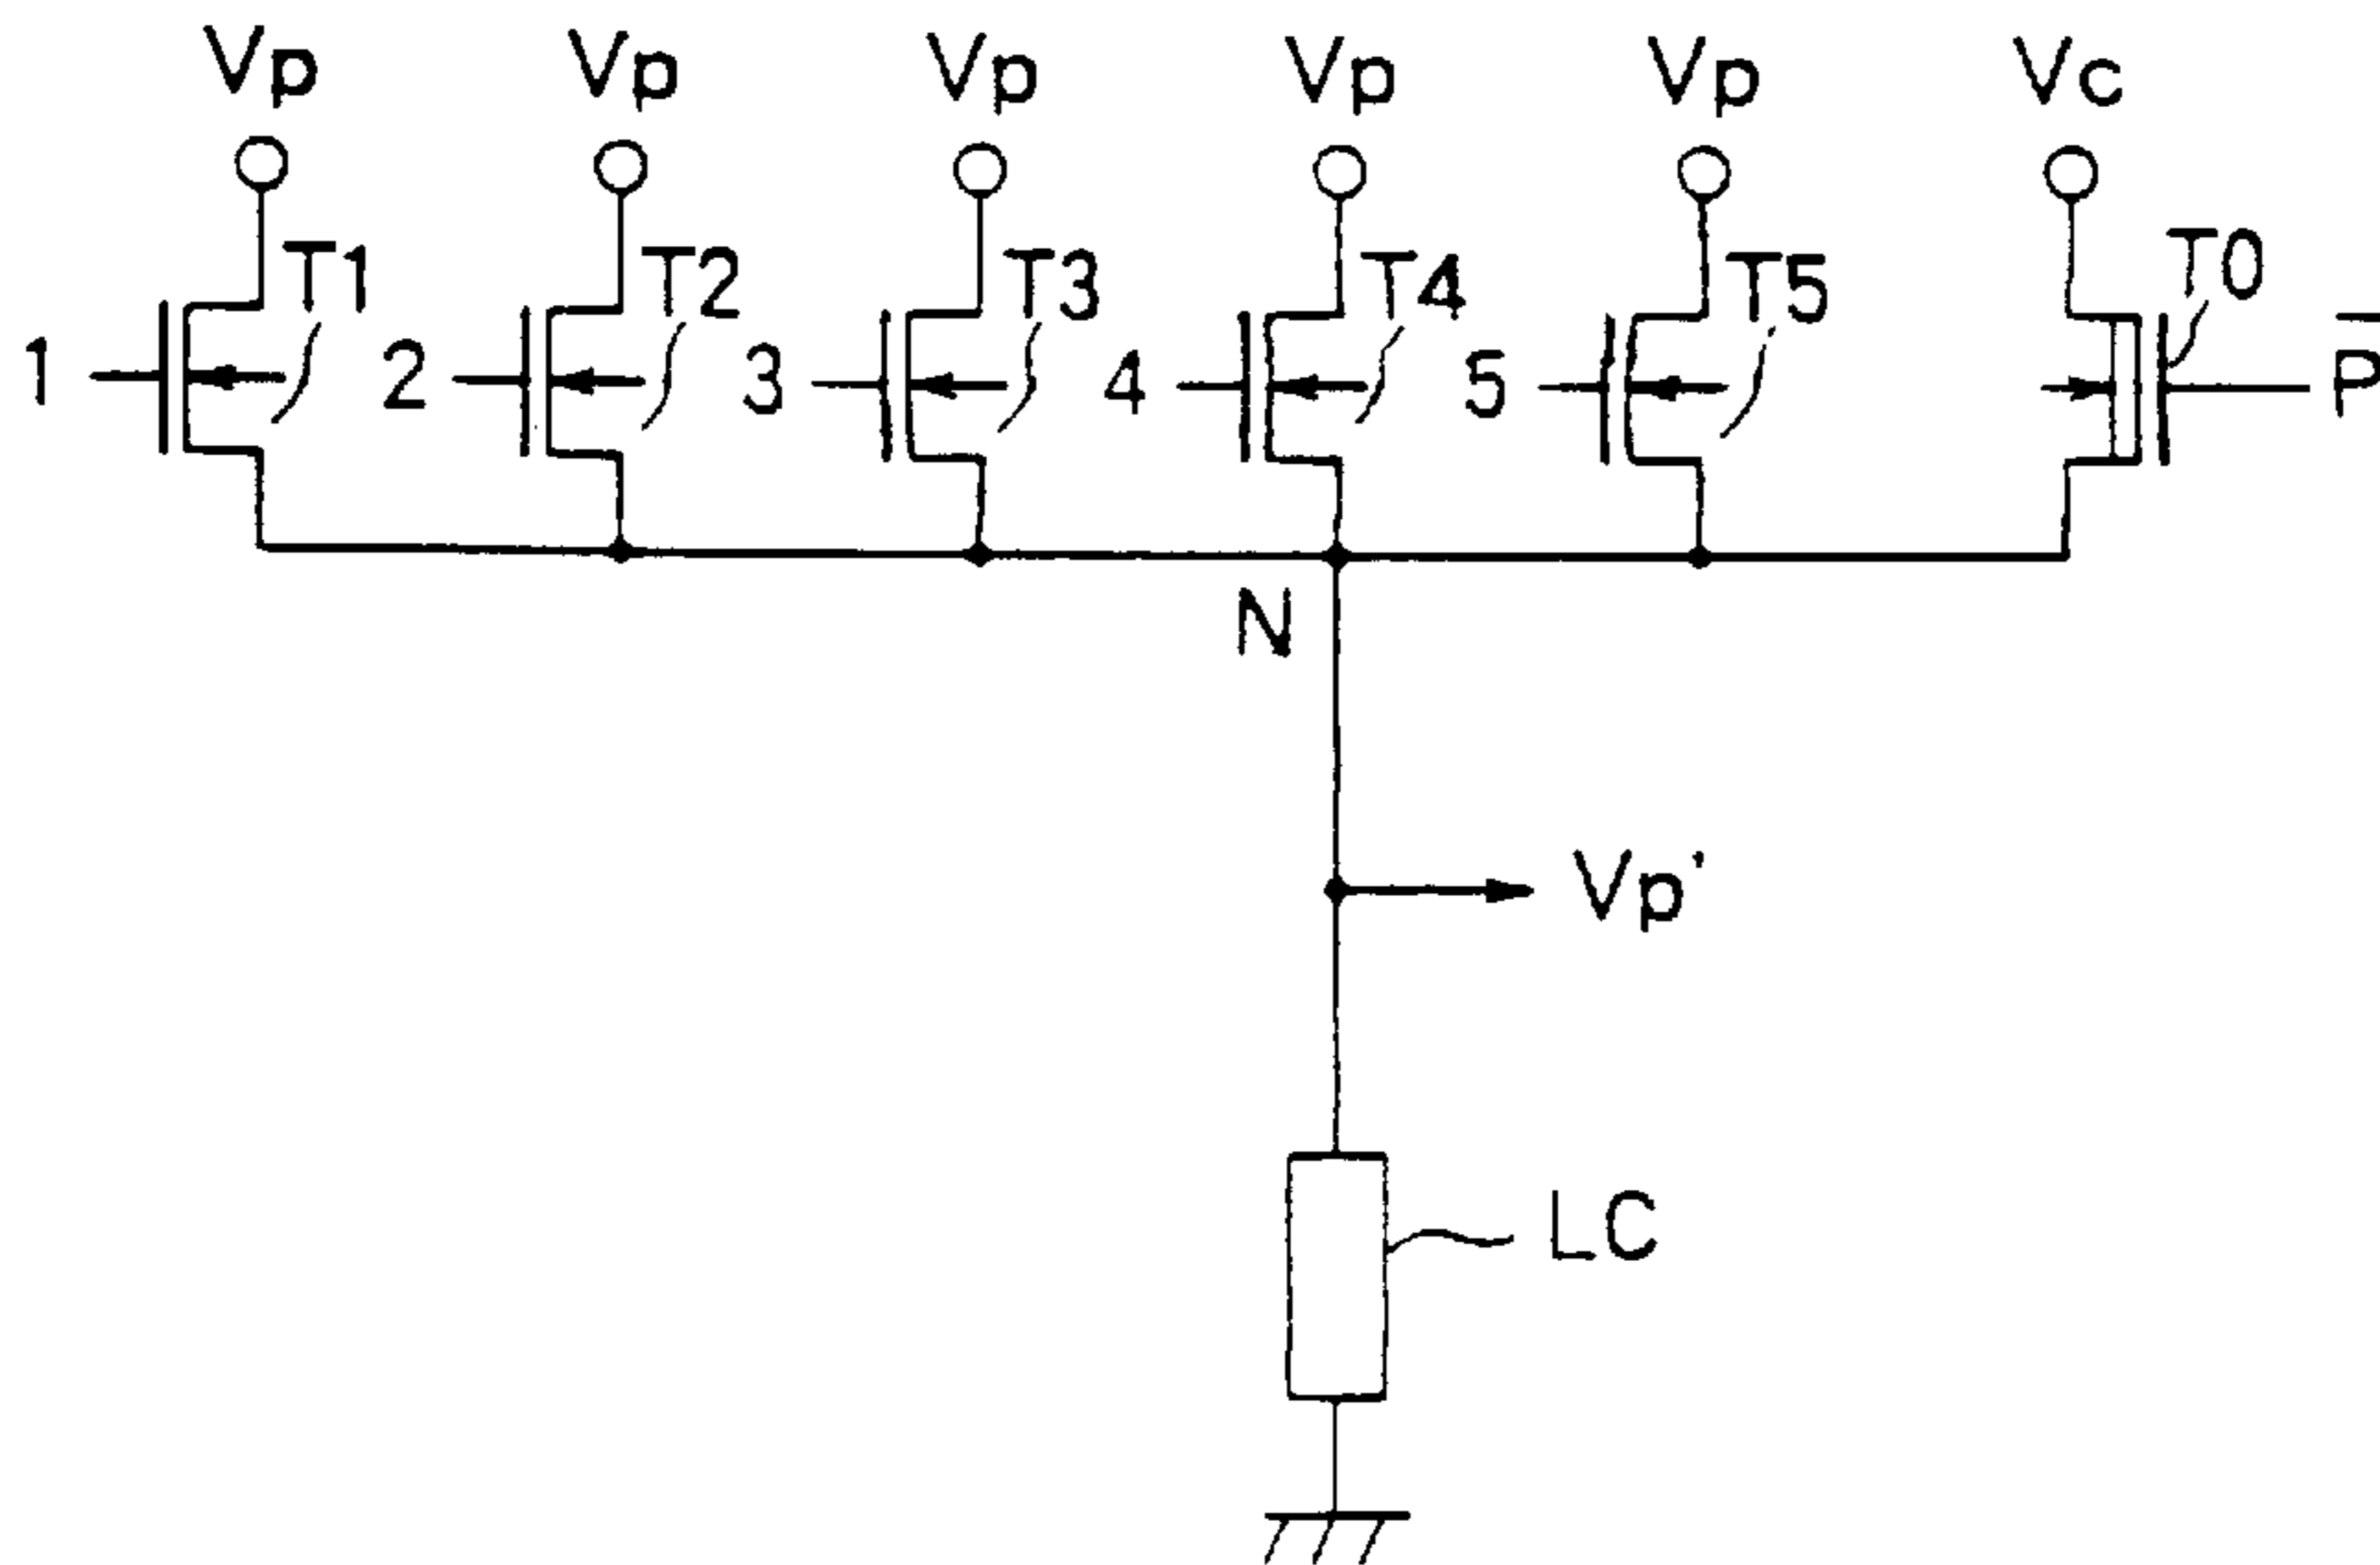 Vp Vp Vp Vp Vp Vc
T1 T2 T3 T4 T5 T0
1 2 3 4 5 P̅
N
Vp'
LC